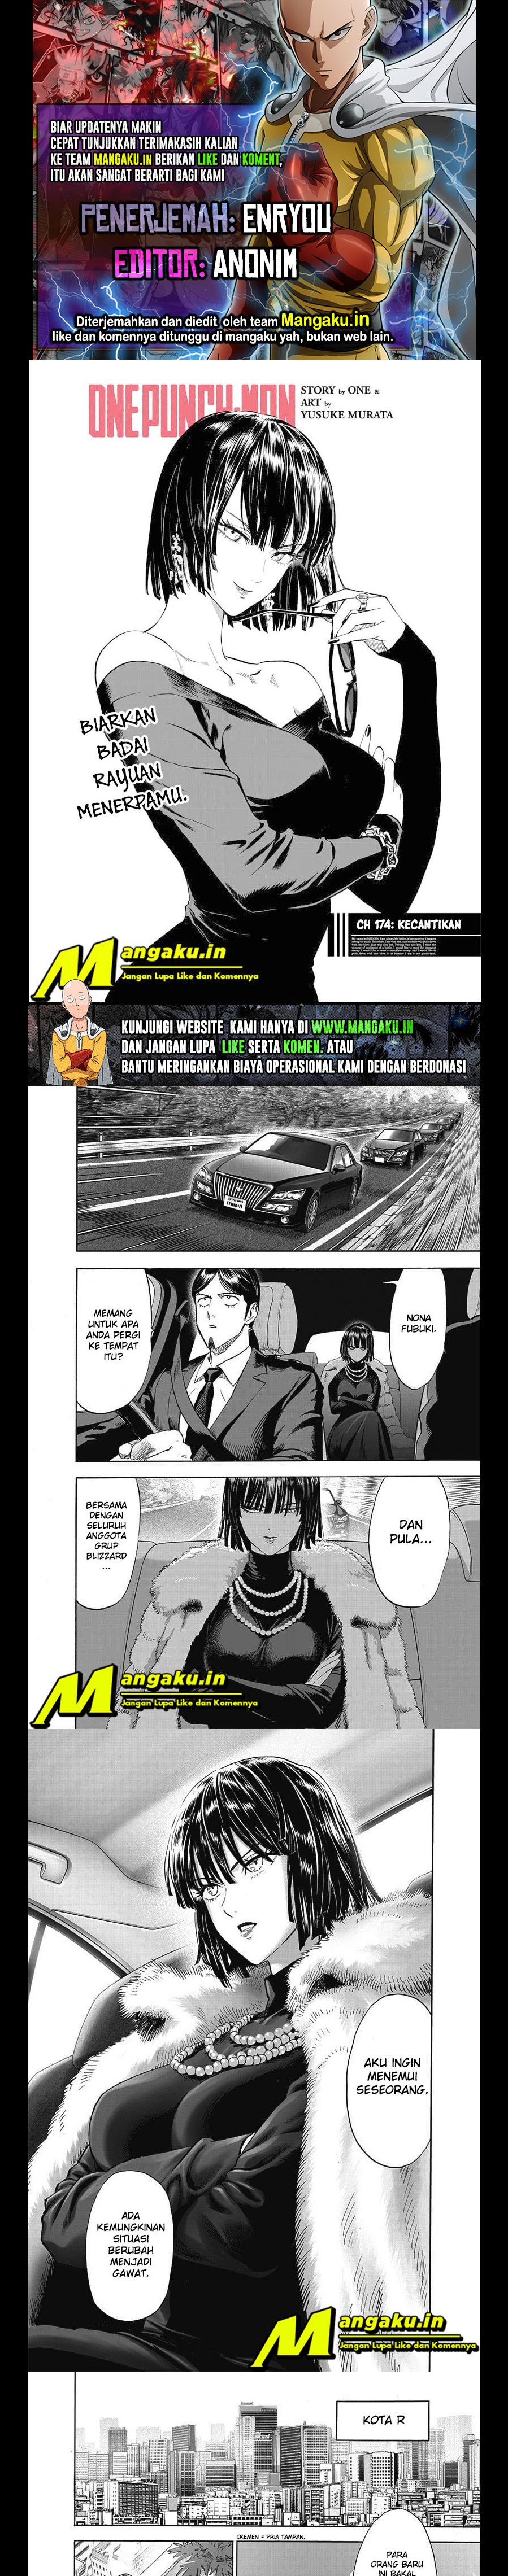 BIAR UPDATENYA MAKIN
CEPAT TUNJUKKAN TERIMAKASIH KALIAN
KE TEAM MANGAKU.IN BERIKAN LIKE DAN KOMENT,
ITU AKAN SANGAT BERARTI BAGI KAMI
PENERJEMAH: ENRYOU
EDITOR: ANONIM
Diterjemahkan dan diedit oleh team Mangaku.in
like dan komennya ditunggu di mangaku yah, bukan web lain.
ONE PUNCH-MAN
STORY by ONE &
ART by
YUSUKE MURATA
BIARKAN
BADAI
RAYUAN
MENERPAMU.
CH 174: KECANTIKAN
Mangaku.in
Jangan Lupa Like dan Komennya
KUNJUNGI WEBSITE KAMI HANYA DI WWW.MANGAKU.IN
DAN JANGAN LUPA LIKE SERTA KOMEN. ATAU
BANTU MERINGANKAN BIAYA OPERASIONAL KAMI DENGAN BERDONASI
NONA
FUBUKI.
MEMANG
UNTUK APA
ANDA PERGI
KE TEMPAT
ITU?
DAN
PULA...
BERSAMA
DENGAN
SELURUH
ANGGOTA
GRUP
BLIZZARD
...
Mangaku.in
Jangan Lupa Like dan Komennya
AKU INGIN
MENEMUI
SESEORANG.
ADA
KEMUNGKINAN
SITUASI
BERUBAH
MENJADI
GAWAT.
Mangaku.in
Jangan Lupa Like dan Komennya
KOTA R
IKEMEN = PRIA TAMPAN.
PARA
ORANG BARU
INI BAKAL